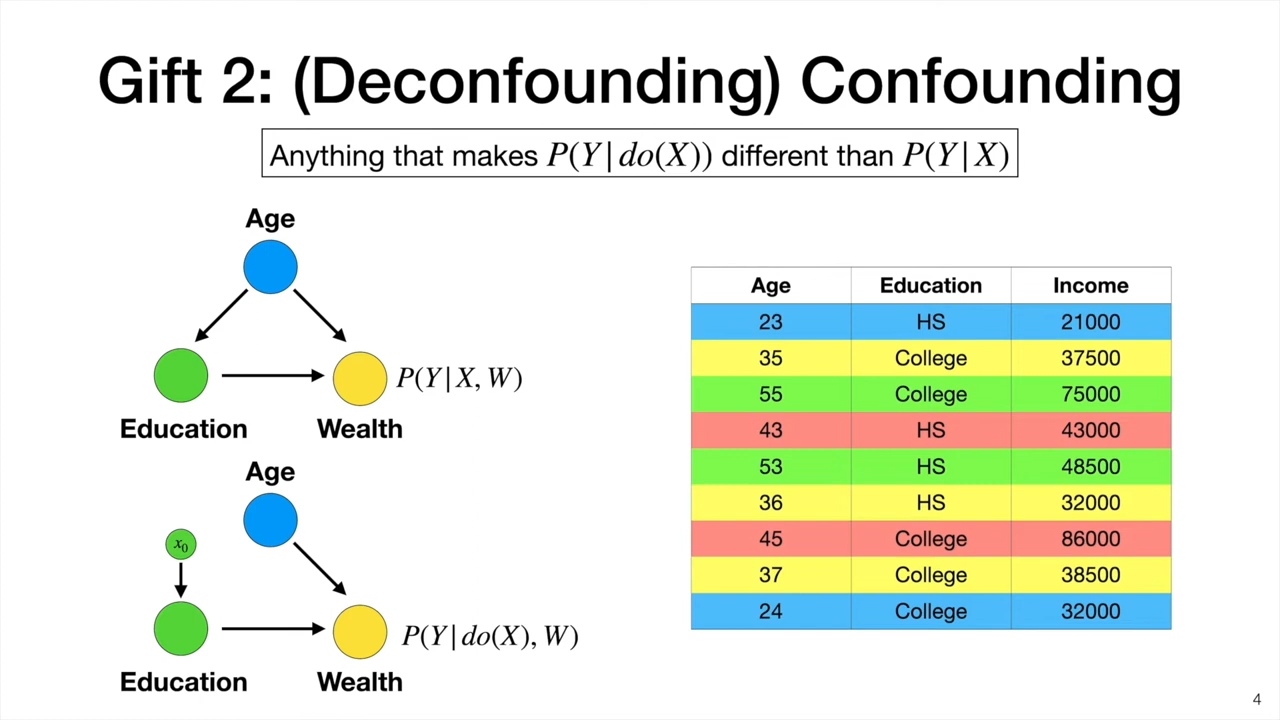 Gift 2: (Deconfounding) Confounding
Anything that makes P(Y|do(X)) different than P(Y|X)
Age
P(Y|X, W)
Education Wealth
Age
x₀
P(Y|do(X), W)
Education Wealth
Age Education Income
23 HS 21000
35 College 37500
55 College 75000
43 HS 43000
53 HS 48500
36 HS 32000
45 College 86000
37 College 38500
24 College 32000
4